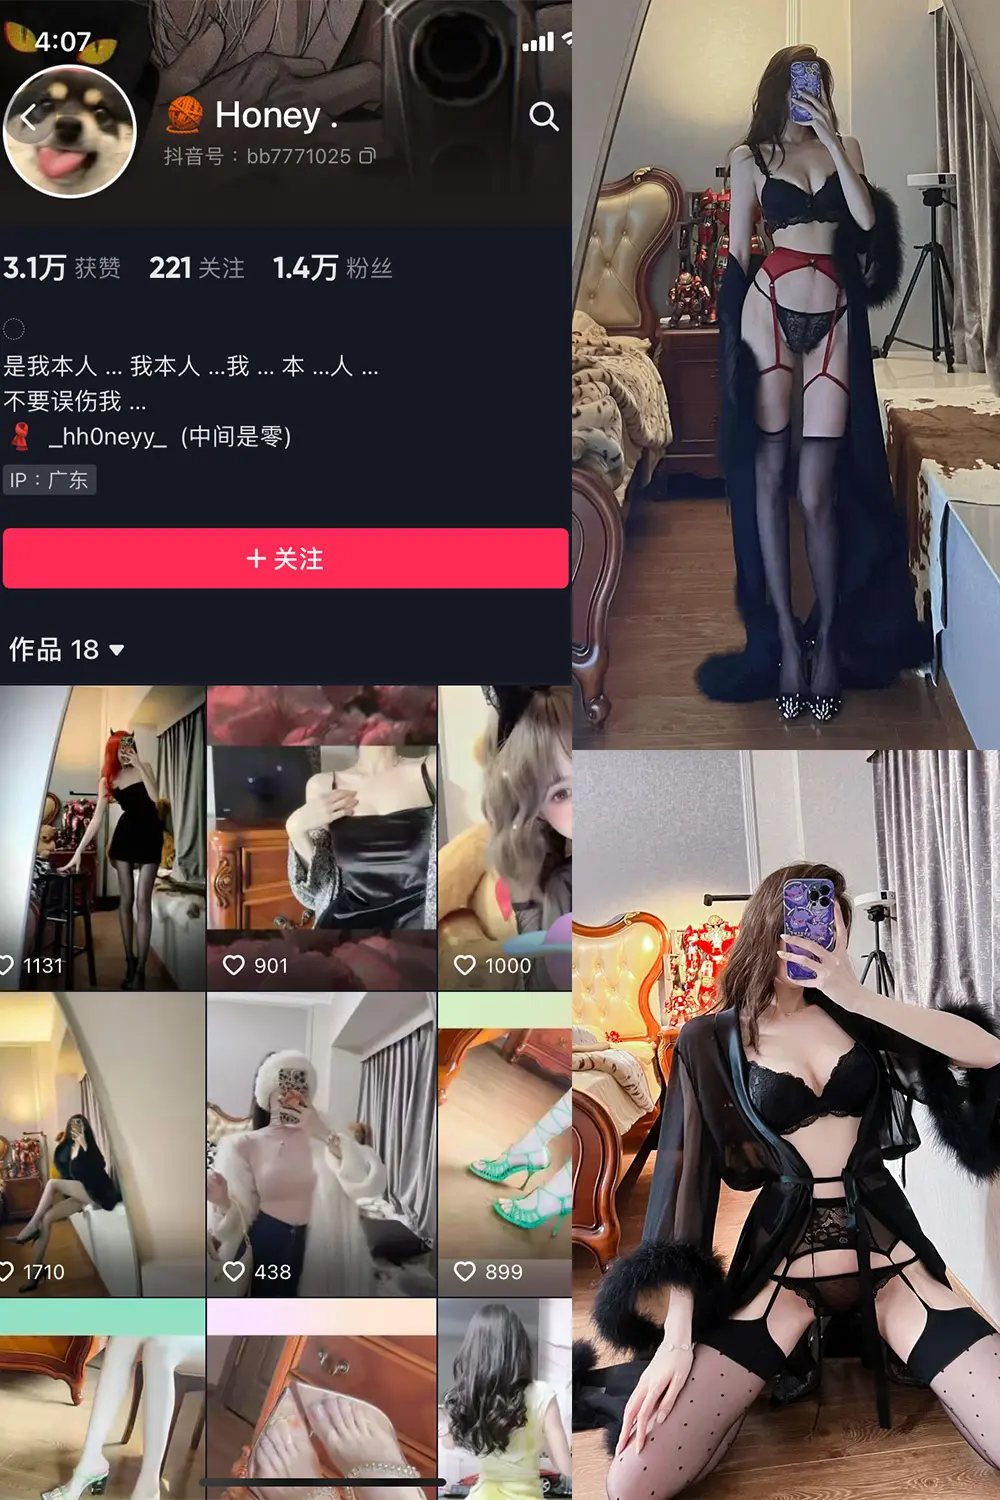 4:07
Honey .
抖音号：bb7771025
3.1万 获赞 221 关注 1.4万 粉丝
是我本人 ... 我本人 ...我 ... 本 ...人 ...
不要误伤我 ...
_hh0neyy_ (中间是零)
IP：广东
+ 关注
作品 18
1131
901
1000
1710
438
899